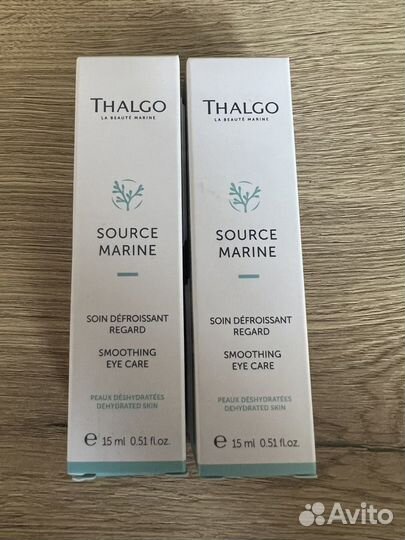 THALGO
LA BEAUTÉ MARINE
SOURCE
MARINE
SOIN DÉFROISSANT
REGARD
SMOOTHING
EYE CARE
PEAUX DÉSHYDRATÉES
DEHYDRATED SKIN
e 15 ml 0.51 fl.oz.
THALGO
LA BEAUTÉ MARINE
SOURCE
MARINE
SOIN DÉFROISSANT
REGARD
SMOOTHING
EYE CARE
PEAUX DÉSHYDRATÉES
DEHYDRATED SKIN
e 15 ml 0.51 fl.oz.
Avito